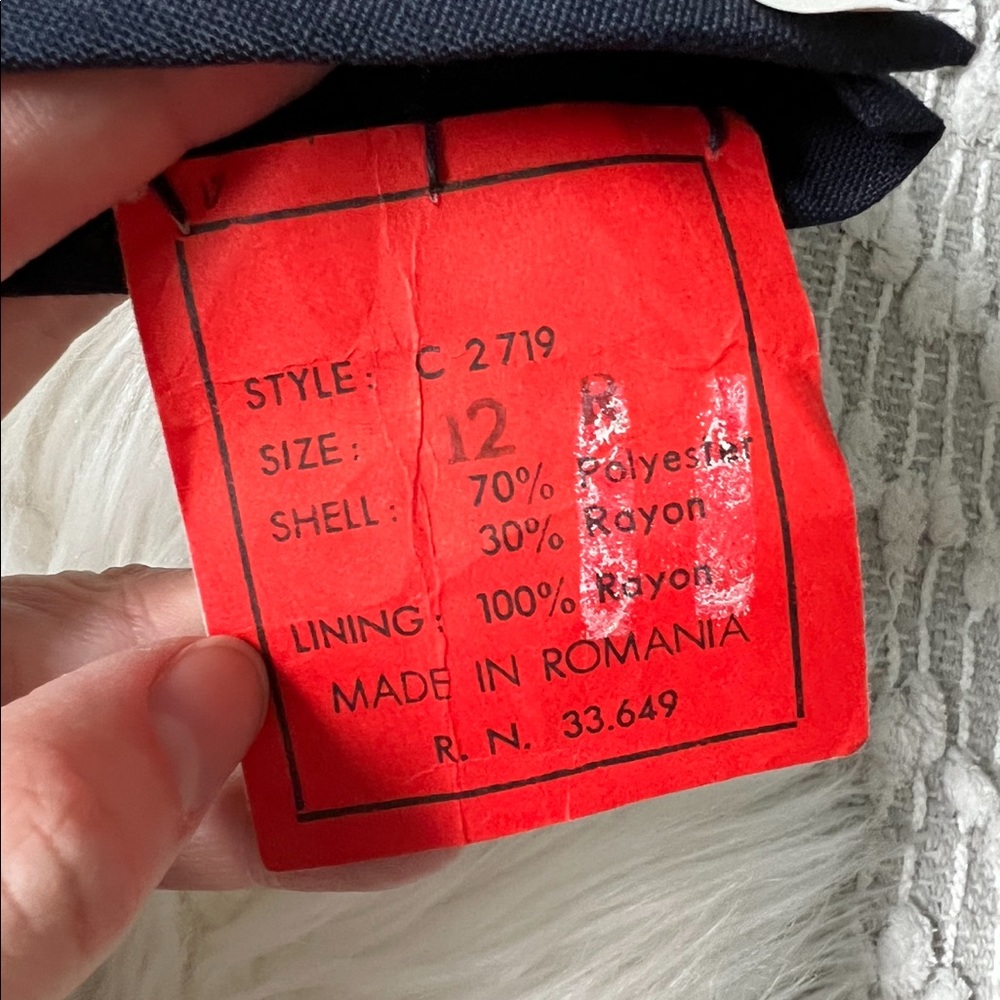 STYLE: C 2719
SIZE: 12 R
SHELL: 70% Polyester
30% Rayon
LINING: 100% Rayon
MADE IN ROMANIA
R. N. 33.649